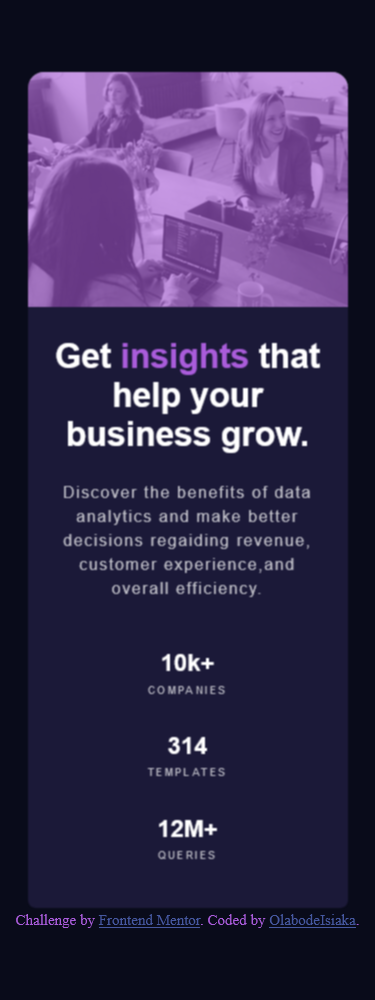 Get insights that
help your
business grow.
Discover the benefits of data
analytics and make better
decisions regaiding revenue,
customer experience,and
overall efficiency.
10k+
COMPANIES
314
TEMPLATES
12M+
QUERIES
Challenge by Frontend Mentor. Coded by OlabodeIsiaka.